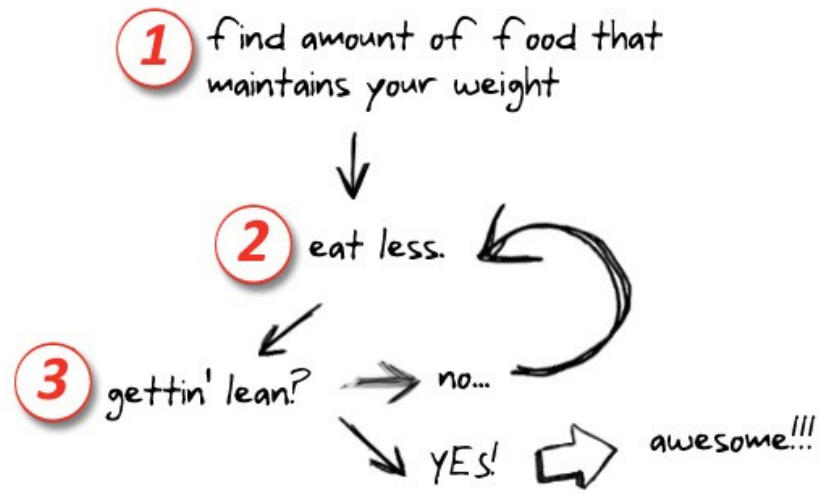 1 find amount of food that
maintains your weight
2 eat less.
3 gettin' lean?
no...
YES!
awesome!!!